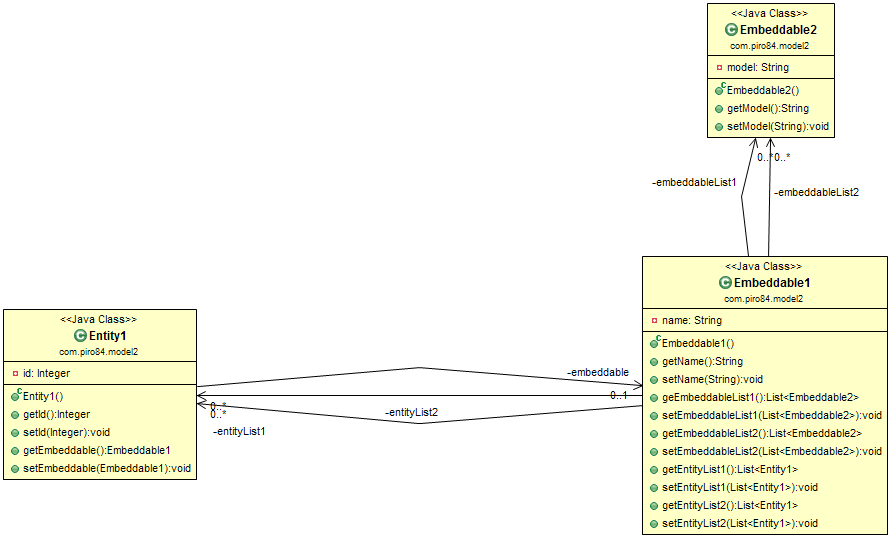 <<Java Class>>
Embeddable2
com.piro84.model2
model: String
Embeddable2()
getModel():String
setModel(String):void
0..*
0..*
-embeddableList1
-embeddableList2
<<Java Class>>
Embeddable1
com.piro84.model2
name: String
Embeddable1()
getName():String
setName(String):void
geEmbeddableList1():List<Embeddable2>
setEmbeddableList1(List<Embeddable2>):void
getEmbeddableList2():List<Embeddable2>
setEmbeddableList2(List<Embeddable2>):void
getEntityList1():List<Entity1>
setEntityList1(List<Entity1>):void
getEntityList2():List<Entity1>
setEntityList2(List<Entity1>):void
<<Java Class>>
Entity1
com.piro84.model2
id: Integer
Entity1()
getId():Integer
setId(Integer):void
getEmbeddable():Embeddable1
setEmbeddable(Embeddable1):void
-embeddable
0..1
0..*
0..*
-entityList2
-entityList1